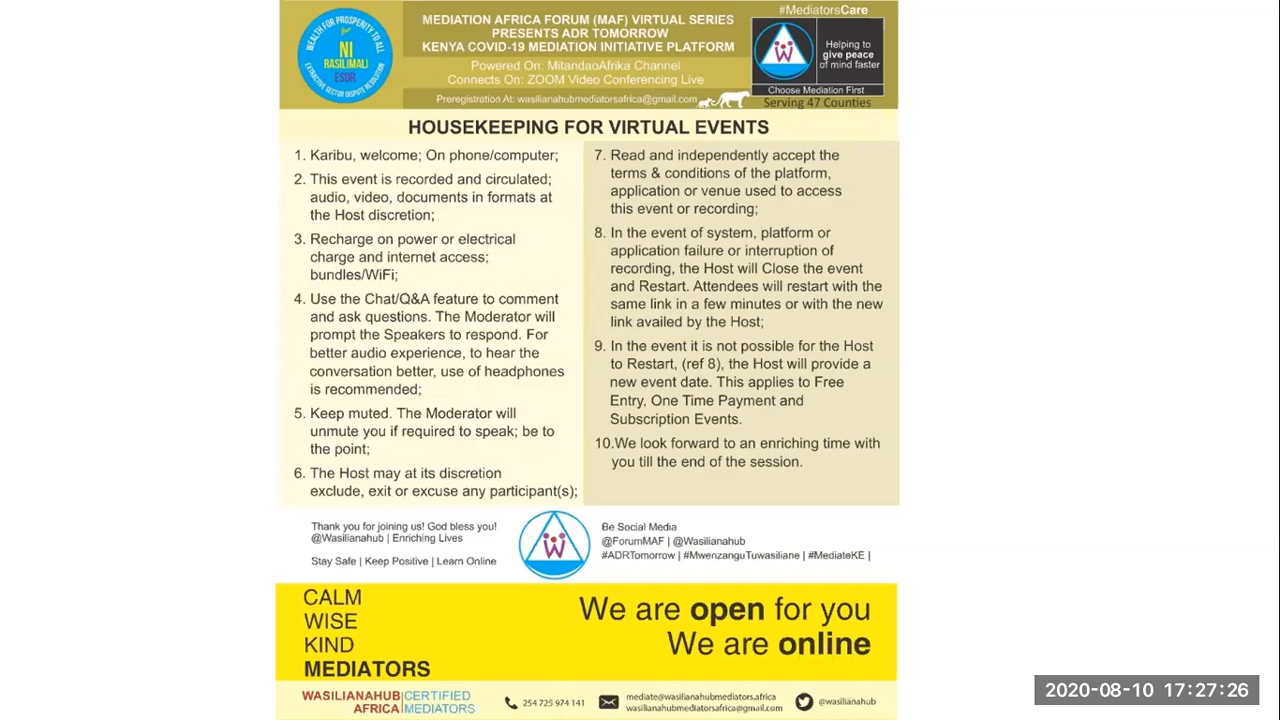 WEALTH FOR PROSPERITY TO ALL
for
NI
RASILIMALI
ESDR
EXTRACTIVE SECTOR DISPUTE RESOLUTION
MEDIATION AFRICA FORUM (MAF) VIRTUAL SERIES
PRESENTS ADR TOMORROW
KENYA COVID-19 MEDIATION INITIATIVE PLATFORM
Powered On: MitandaoAfrika Channel
Connects On: ZOOM Video Conferencing Live
Preregistration At: wasilianahubmediatorsafrica@gmail.com
#MediatorsCare
W
Helping to
give peace
of mind faster
Choose Mediation First
Serving 47 Counties
HOUSEKEEPING FOR VIRTUAL EVENTS
1. Karibu, welcome; On phone/computer;
2. This event is recorded and circulated;
audio, video, documents in formats at
the Host discretion;
3. Recharge on power or electrical
charge and internet access;
bundles/WiFi;
4. Use the Chat/Q&A feature to comment
and ask questions. The Moderator will
prompt the Speakers to respond. For
better audio experience, to hear the
conversation better, use of headphones
is recommended;
5. Keep muted. The Moderator will
unmute you if required to speak; be to
the point;
6. The Host may at its discretion
exclude, exit or excuse any participant(s);
7. Read and independently accept the
terms & conditions of the platform,
application or venue used to access
this event or recording;
8. In the event of system, platform or
application failure or interruption of
recording, the Host will Close the event
and Restart. Attendees will restart with the
same link in a few minutes or with the new
link availed by the Host;
9. In the event it is not possible for the Host
to Restart, (ref 8), the Host will provide a
new event date. This applies to Free
Entry, One Time Payment and
Subscription Events.
10.We look forward to an enriching time with
you till the end of the session.
Thank you for joining us! God bless you!
@Wasilianahub | Enriching Lives
Stay Safe | Keep Positive | Learn Online
W
Be Social Media
@ForumMAF | @Wasilianahub
#ADRTomorrow | #MwenzanguTuwasiliane | #MediateKE |
CALM
WISE
KIND
MEDIATORS
We are open for you
We are online
WASILIANAHUB CERTIFIED
AFRICA MEDIATORS
254 725 974 141
mediate@wasilianahubmediators.africa
wasilianahubmediatorsafrica@gmail.com
@wasilianahub
2020-08-10 17:27:26